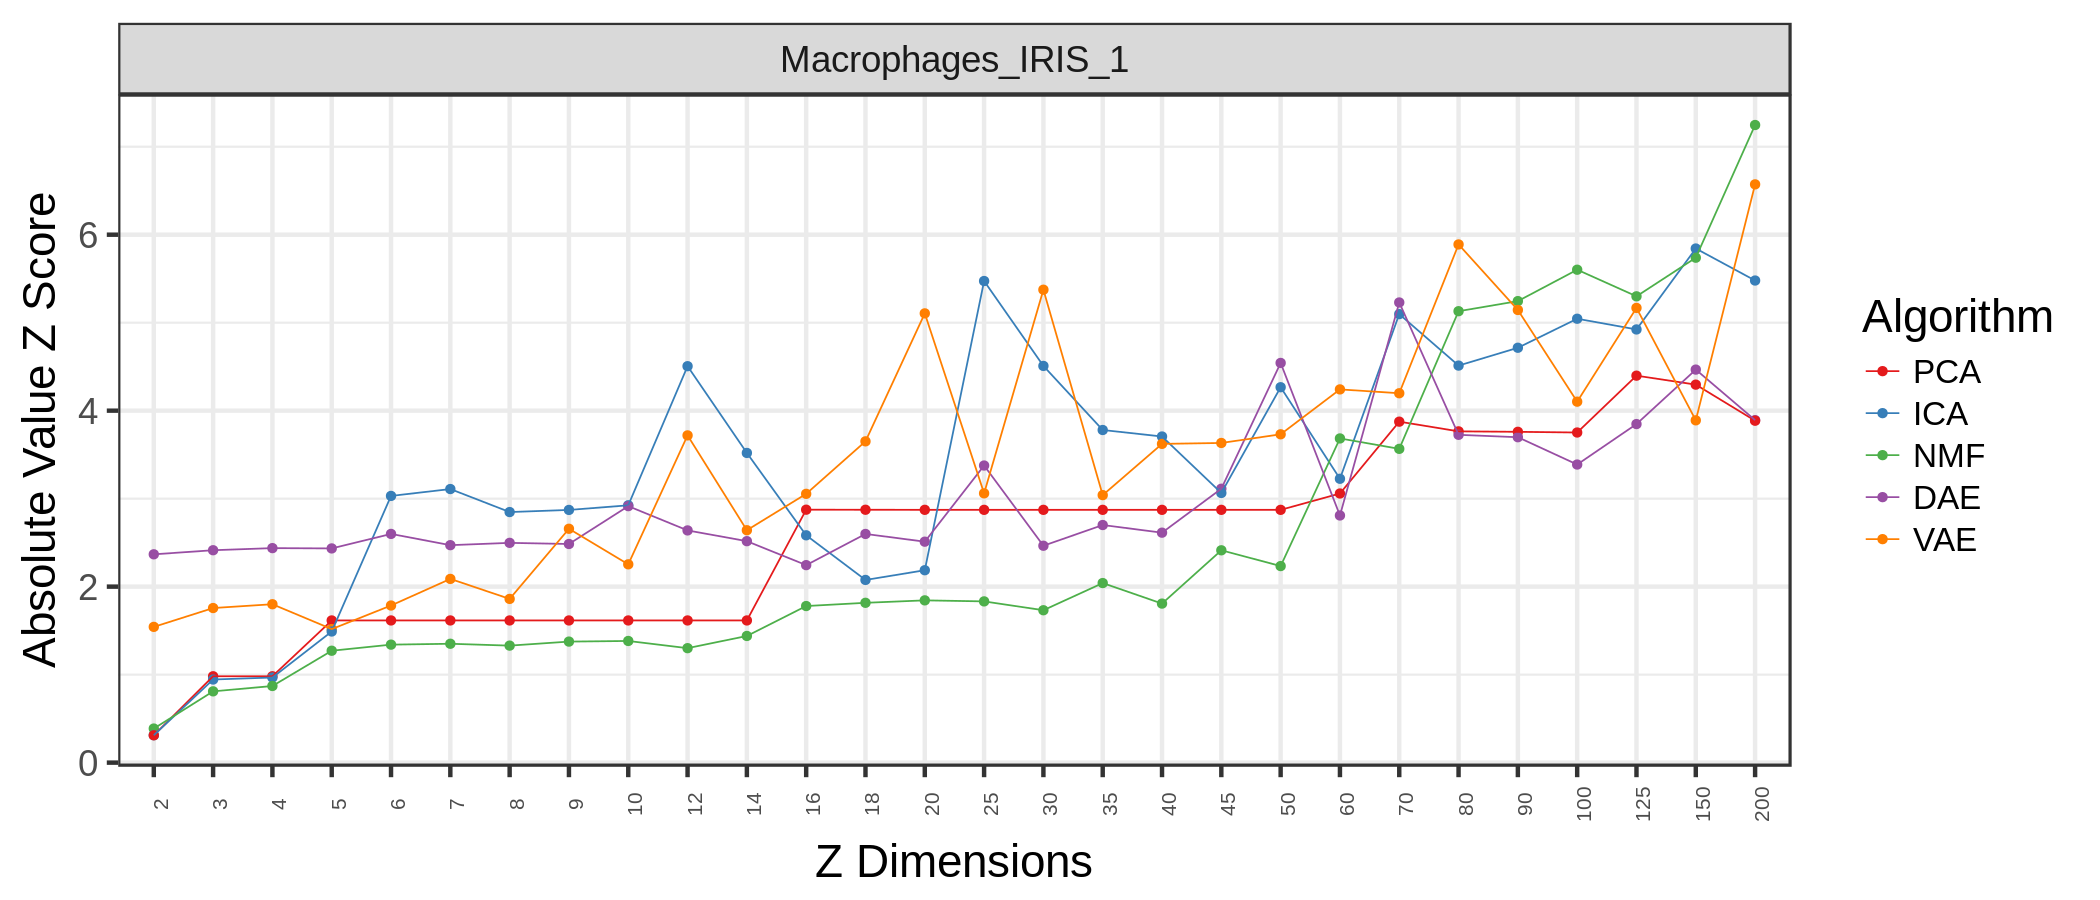 Macrophages_IRIS_1
Absolute Value Z Score
6
4
2
0
2 3 4 5 6 7 8 9 10 12 14 16 18 20 25 30 35 40 45 50 60 70 80 90 100 125 150 200
Z Dimensions
Algorithm
PCA
ICA
NMF
DAE
VAE